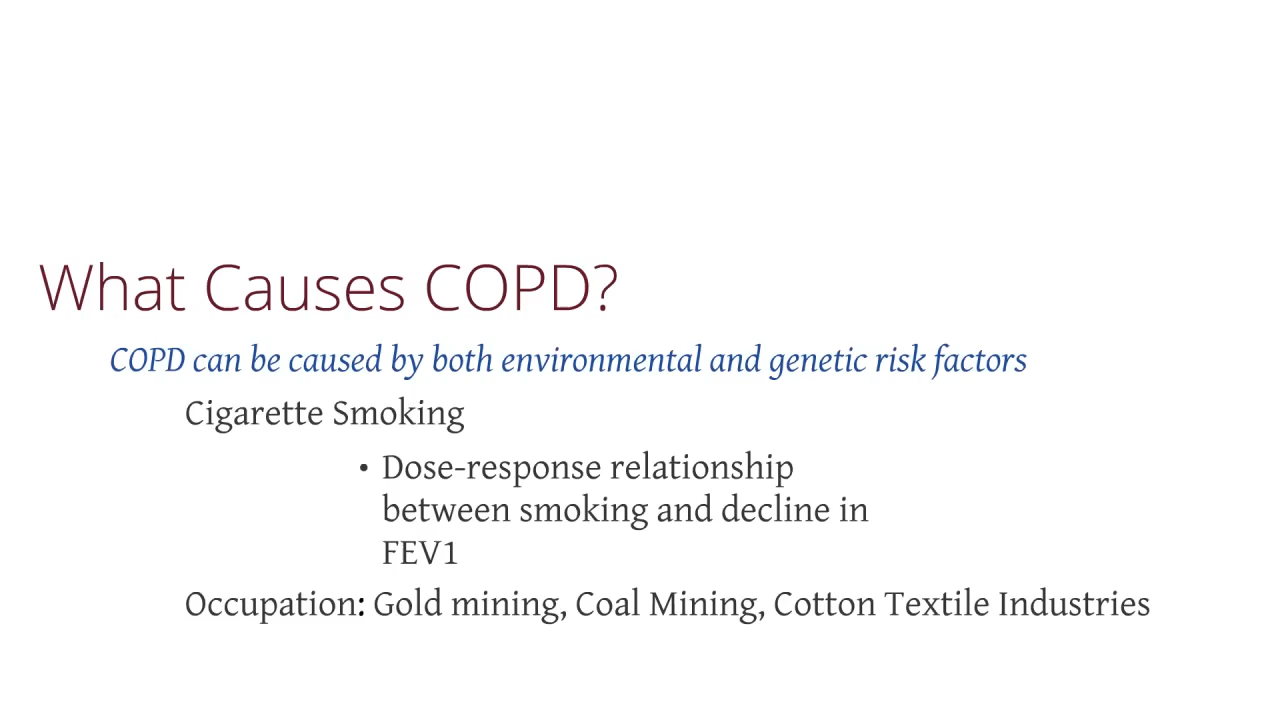 What Causes COPD?
COPD can be caused by both environmental and genetic risk factors
Cigarette Smoking
• Dose-response relationship
between smoking and decline in
FEV1
Occupation: Gold mining, Coal Mining, Cotton Textile Industries